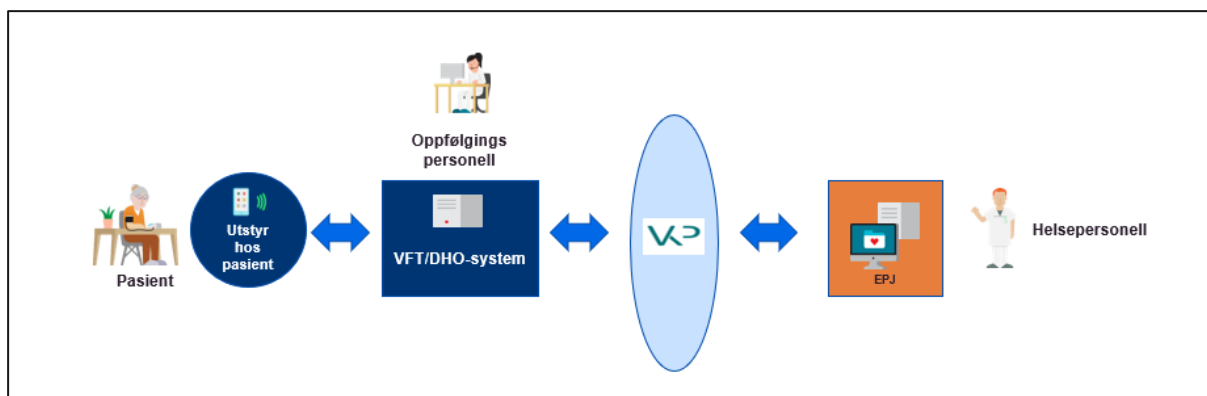 Oppfølgings
personell
Pasient
Utstyr
hos
pasient
VFT/DHO-system
VKP
EPJ
Helsepersonell